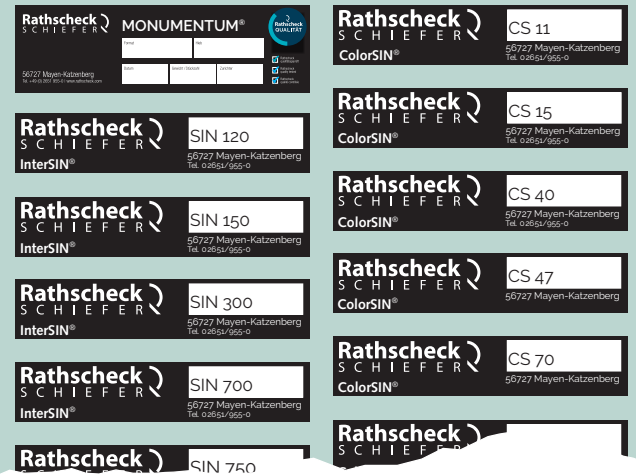 Rathscheck
SCHIEFER
MONUMENTUM®
Rathscheck
QUALITÄT
Format
Datum
56727 Mayen-Katzenberg
Rathscheck
SCHIEFER
InterSIN®
SIN 120
56727 Mayen-Katzenberg
Tel. 02651/955-0
Rathscheck
SCHIEFER
InterSIN®
SIN 150
56727 Mayen-Katzenberg
Tel. 02651/955-0
Rathscheck
SCHIEFER
InterSIN®
SIN 300
56727 Mayen-Katzenberg
Tel. 02651/955-0
Rathscheck
SCHIEFER
InterSIN®
SIN 700
56727 Mayen-Katzenberg
Tel. 02651/955-0
Rathscheck
SIN 750
Rathscheck
SCHIEFER
ColorSIN®
CS 11
56727 Mayen-Katzenberg
Tel. 02651/955-0
Rathscheck
SCHIEFER
ColorSIN®
CS 15
56727 Mayen-Katzenberg
Tel. 02651/955-0
Rathscheck
SCHIEFER
ColorSIN®
CS 40
56727 Mayen-Katzenberg
Tel. 02651/955-0
Rathscheck
SCHIEFER
ColorSIN®
CS 47
56727 Mayen-Katzenberg
Rathscheck
SCHIEFER
ColorSIN®
CS 70
56727 Mayen-Katzenberg
Rathscheck
SCHIEFER